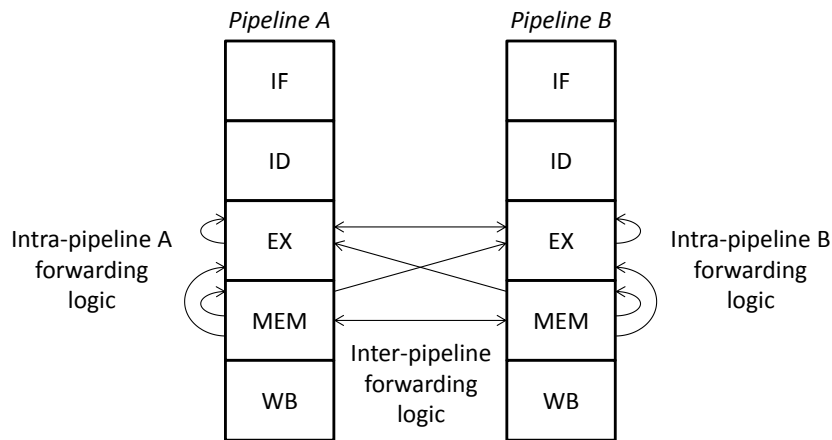 Pipeline A
Pipeline B
IF
IF
ID
ID
Intra-pipeline A
forwarding
logic
EX
EX
Intra-pipeline B
forwarding
logic
MEM
MEM
Inter-pipeline
forwarding
logic
WB
WB